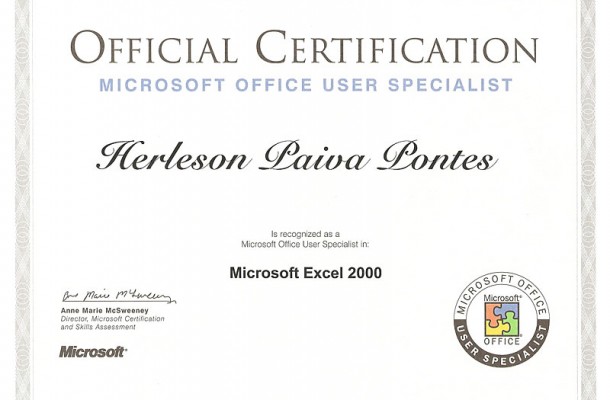 OFFICIAL CERTIFICATION
MICROSOFT OFFICE USER SPECIALIST
Herleson Paiva Pontes
Is recognized as a
Microsoft Office User Specialist in:
Microsoft Excel 2000
Anne Marie McSweeney
Anne Marie McSweeney
Director, Microsoft Certification
and Skills Assessment
Microsoft®
MICROSOFT OFFICE
Microsoft®
OFFICE
USER SPECIALIST